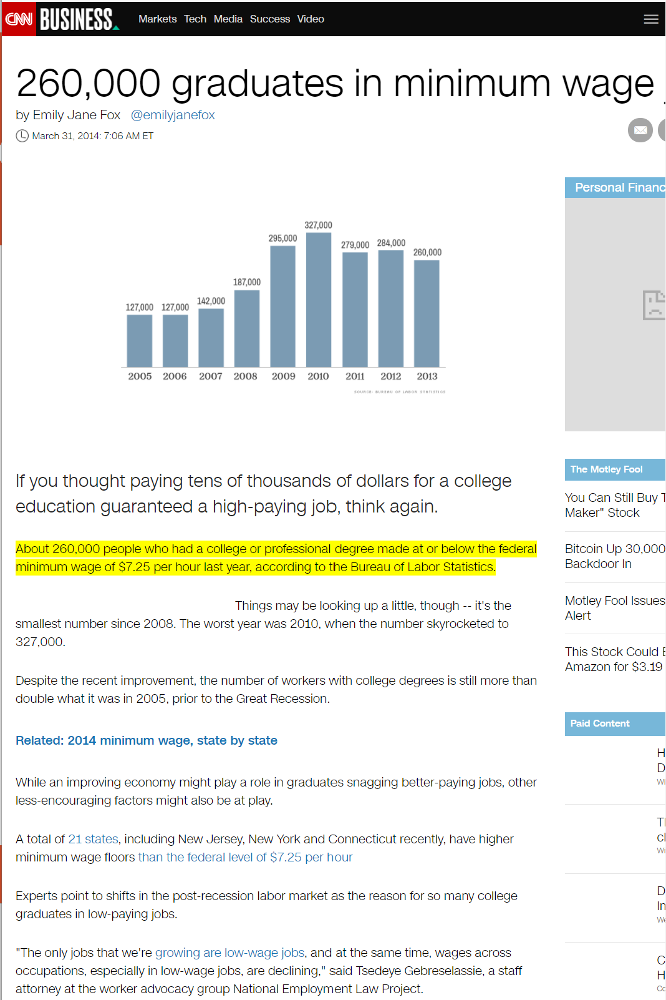 CNN BUSINESS Markets Tech Media Success Video
260,000 graduates in minimum wage
by Emily Jane Fox @emilyjanefox
March 31, 2014: 7:06 AM ET
327,000
295,000
279,000 284,000
260,000
187,000
142,000
127,000 127,000
2005 2006 2007 2008 2009 2010 2011 2012 2013
SOURCE: BUREAU OF LABOR STATISTICS
If you thought paying tens of thousands of dollars for a college
education guaranteed a high-paying job, think again.
About 260,000 people who had a college or professional degree made at or below the federal
minimum wage of $7.25 per hour last year, according to the Bureau of Labor Statistics.
Things may be looking up a little, though -- it's the
smallest number since 2008. The worst year was 2010, when the number skyrocketed to
327,000.
Despite the recent improvement, the number of workers with college degrees is still more than
double what it was in 2005, prior to the Great Recession.
Related: 2014 minimum wage, state by state
While an improving economy might play a role in graduates snagging better-paying jobs, other
less-encouraging factors might also be at play.
A total of 21 states, including New Jersey, New York and Connecticut recently, have higher
minimum wage floors than the federal level of $7.25 per hour
Experts point to shifts in the post-recession labor market as the reason for so many college
graduates in low-paying jobs.
"The only jobs that we're growing are low-wage jobs, and at the same time, wages across
occupations, especially in low-wage jobs, are declining," said Tsedeye Gebreselassie, a staff
attorney at the worker advocacy group National Employment Law Project.
Personal Financ
The Motley Fool
You Can Still Buy T
Maker" Stock
Bitcoin Up 30,000
Backdoor In
Motley Fool Issues
Alert
This Stock Could
Amazon for $3.19
Paid Content
H
D
Wi
cl
Wi
D
In
We
C
H
Co